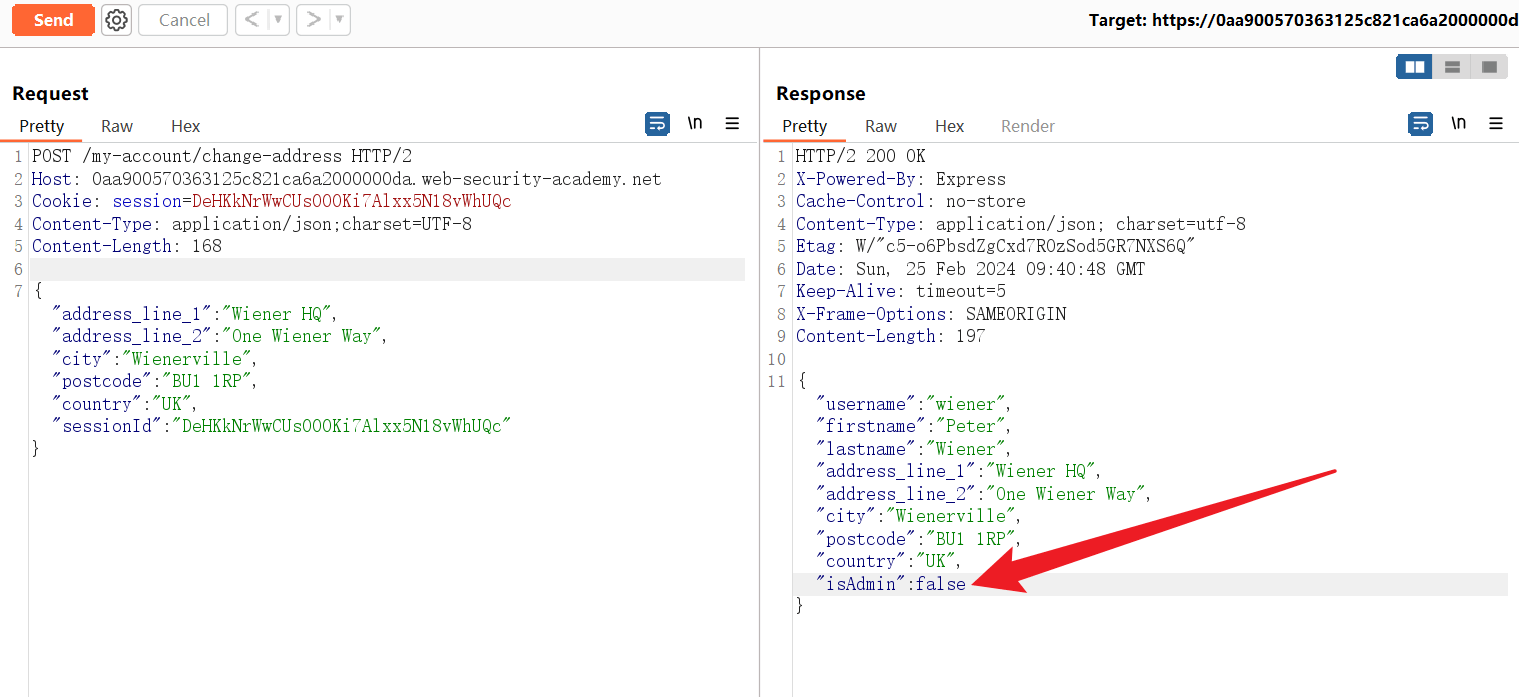 Send
Cancel
<
>
Target: https://0aa900570363125c821ca6a2000000d
Request
Pretty Raw Hex
\n
1 POST /my-account/change-address HTTP/2
2 Host: 0aa900570363125c821ca6a2000000da.web-security-academy.net
3 Cookie: session=DeHKkNrWwCUsO0OKi7Alxx5N18vWhUQc
4 Content-Type: application/json;charset=UTF-8
5 Content-Length: 168
6
7 {
"address_line_1":"Wiener HQ",
"address_line_2":"One Wiener Way",
"city":"Wienerville",
"postcode":"BU1 1RP",
"country":"UK",
"sessionId":"DeHKkNrWwCUsO0OKi7Alxx5N18vWhUQc"
}
Response
Pretty Raw Hex Render
\n
1 HTTP/2 200 OK
2 X-Powered-By: Express
3 Cache-Control: no-store
4 Content-Type: application/json; charset=utf-8
5 Etag: W/"c5-o6PbsdZgCxd7ROzSod5GR7NXS6Q"
6 Date: Sun, 25 Feb 2024 09:40:48 GMT
7 Keep-Alive: timeout=5
8 X-Frame-Options: SAMEORIGIN
9 Content-Length: 197
10
11 {
"username":"wiener",
"firstname":"Peter",
"lastname":"Wiener",
"address_line_1":"Wiener HQ",
"address_line_2":"One Wiener Way",
"city":"Wienerville",
"postcode":"BU1 1RP",
"country":"UK",
"isAdmin":false
}